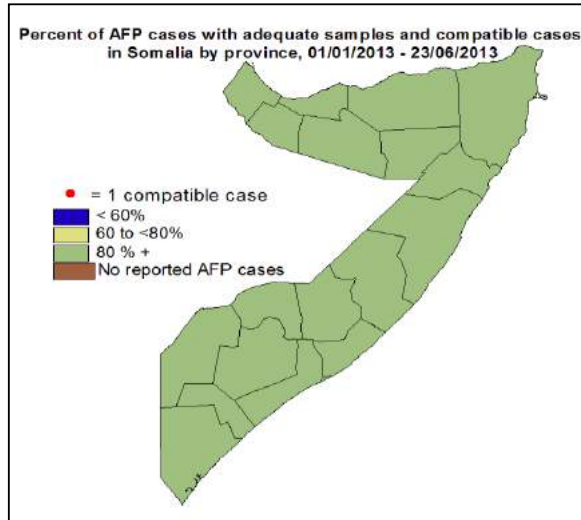 Percent of AFP cases with adequate samples and compatible cases
in Somalia by province, 01/01/2013 - 23/06/2013
= 1 compatible case
< 60%
60 to <80%
80 % +
No reported AFP cases